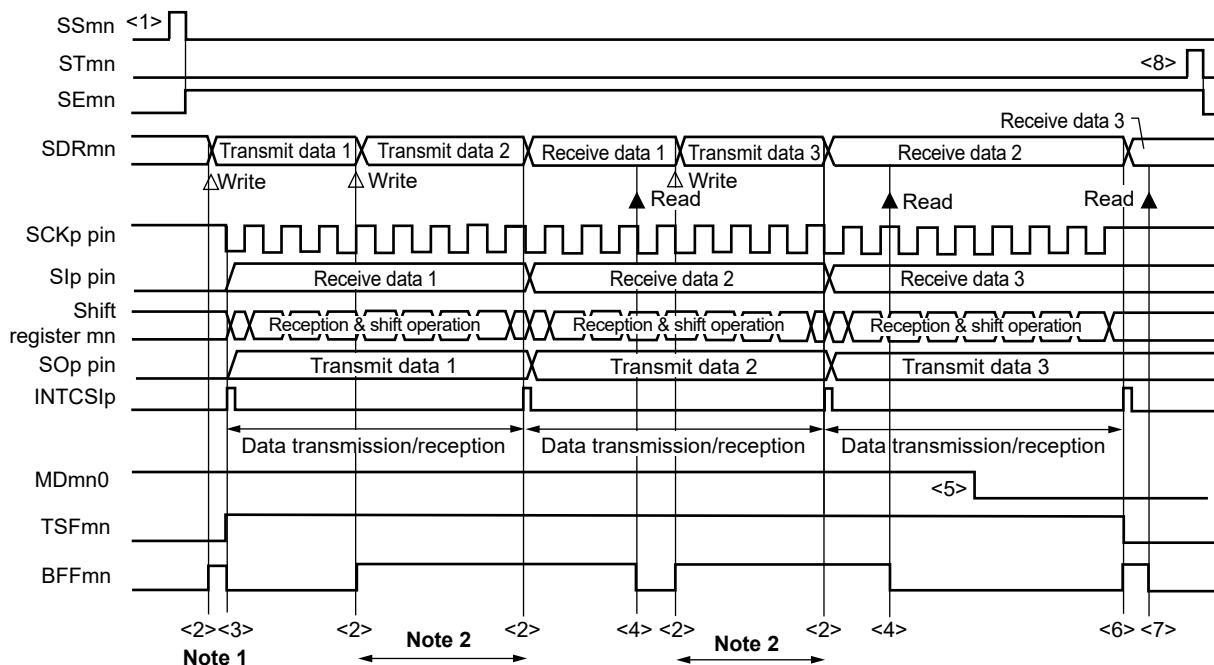 SSmn <1>
STmn <8>
SEmn
Receive data 3
SDRmn Transmit data 1 Transmit data 2 Receive data 1 Transmit data 3 Receive data 2
Write Write Write
Read Read Read
SCKp pin
SIp pin Receive data 1 Receive data 2 Receive data 3
Shift
register mn Reception & shift operation Reception & shift operation Reception & shift operation
SOp pin Transmit data 1 Transmit data 2 Transmit data 3
INTCSIp
Data transmission/reception Data transmission/reception Data transmission/reception
MDmn0 <5>
TSFmn
BFFmn
<2> <3> <2> <2> <4> <2> <2> <4> <6> <7>
Note 1 Note 2 Note 2